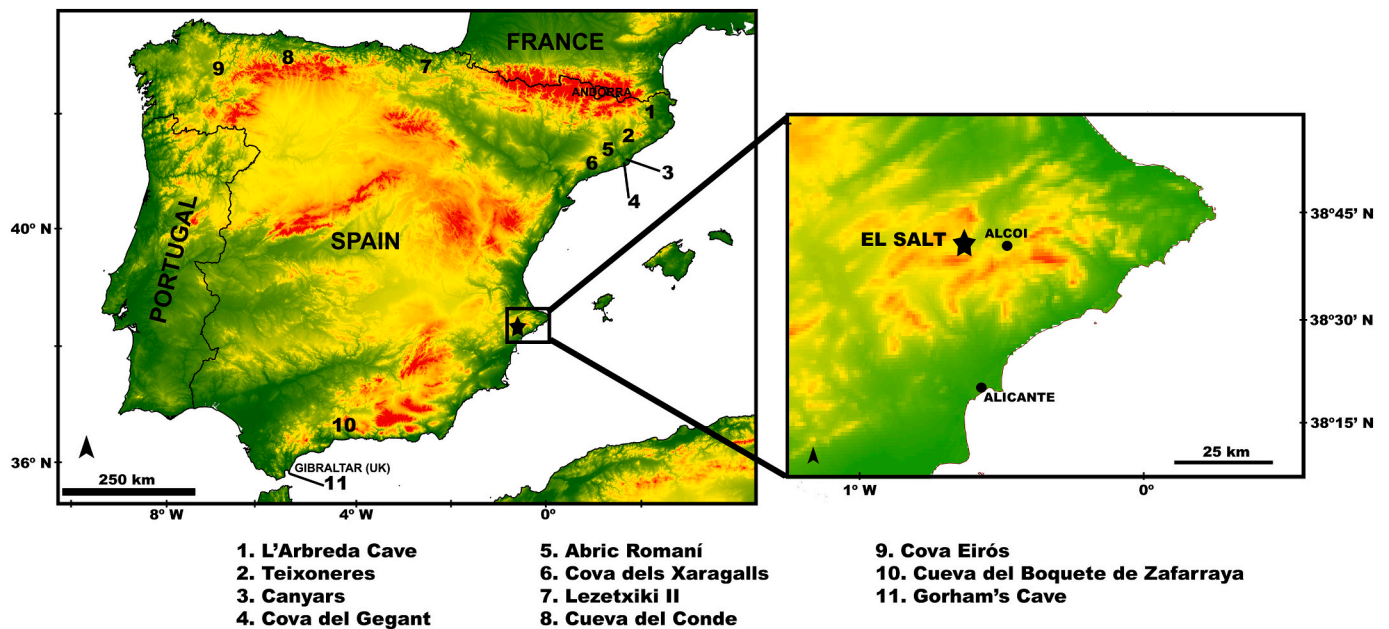 FRANCE
ANDORRA
9
8
7
1
2
5
6
3
4
40º N
PORTUGAL
SPAIN
10
36º N
GIBRALTAR (UK)
11
250 km
8º W
4º W
0º
EL SALT
ALCOI
ALICANTE
38º45' N
38º30' N
38º15' N
25 km
1º W
0º
1. L'Arbreda Cave
2. Teixoneres
3. Canyars
4. Cova del Gegant
5. Abric Romaní
6. Cova dels Xaragalls
7. Lezetxiki II
8. Cueva del Conde
9. Cova Eirós
10. Cueva del Boquete de Zafarraya
11. Gorham's Cave